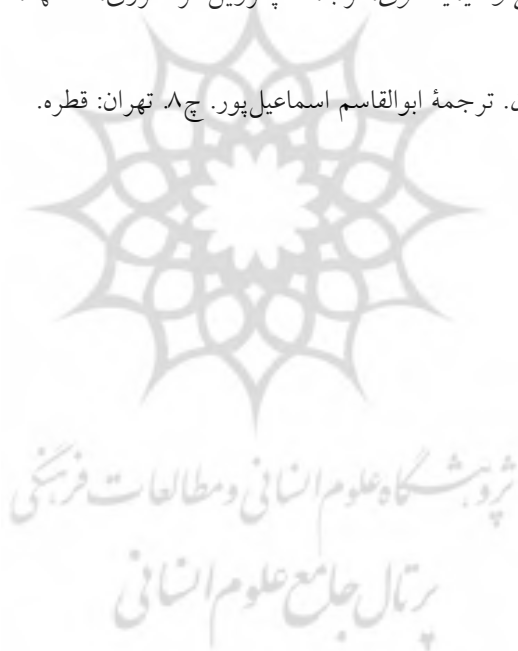 . ترجمهٔ ابوالقاسم اسماعیل‌پور. چ۸. تهران: قطره.
پژوهشگاه علوم انسانی و مطالعات فرهنگی
پرتال جامع علوم انسانی